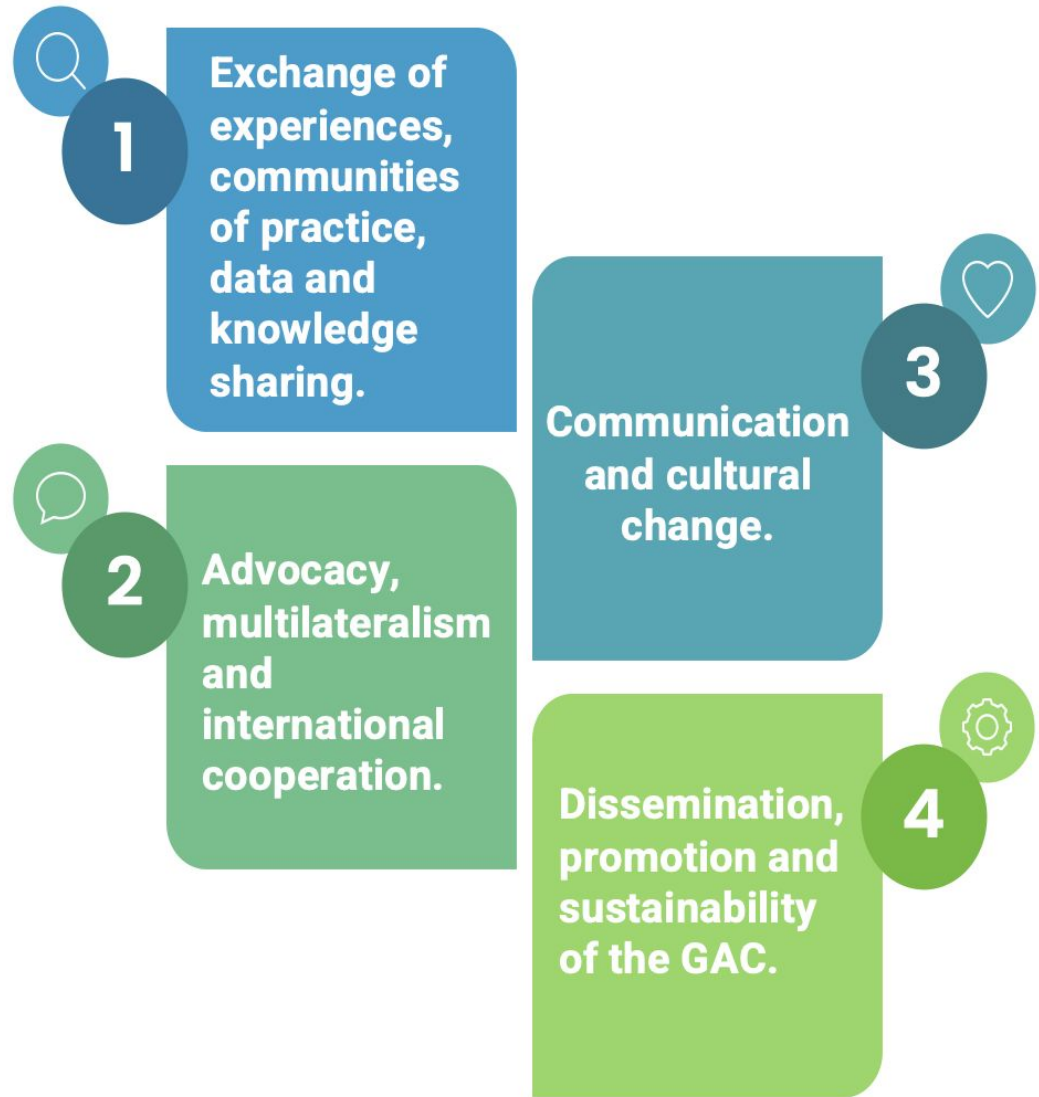 1
Exchange of
experiences,
communities
of practice,
data and
knowledge
sharing.
2
Advocacy,
multilateralism
and
international
cooperation.
3
Communication
and cultural
change.
4
Dissemination,
promotion and
sustainability
of the GAC.